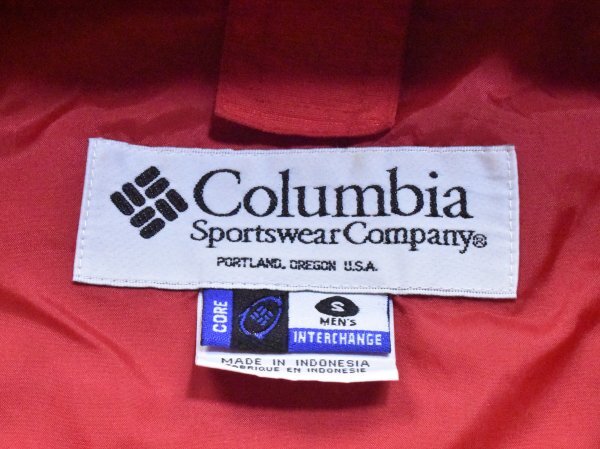 Columbia
Sportswear Company®
PORTLAND, OREGON U.S.A.
CORE
S
MEN'S
INTERCHANGE
MADE IN INDONESIA
FABRIQUE EN INDONESIE